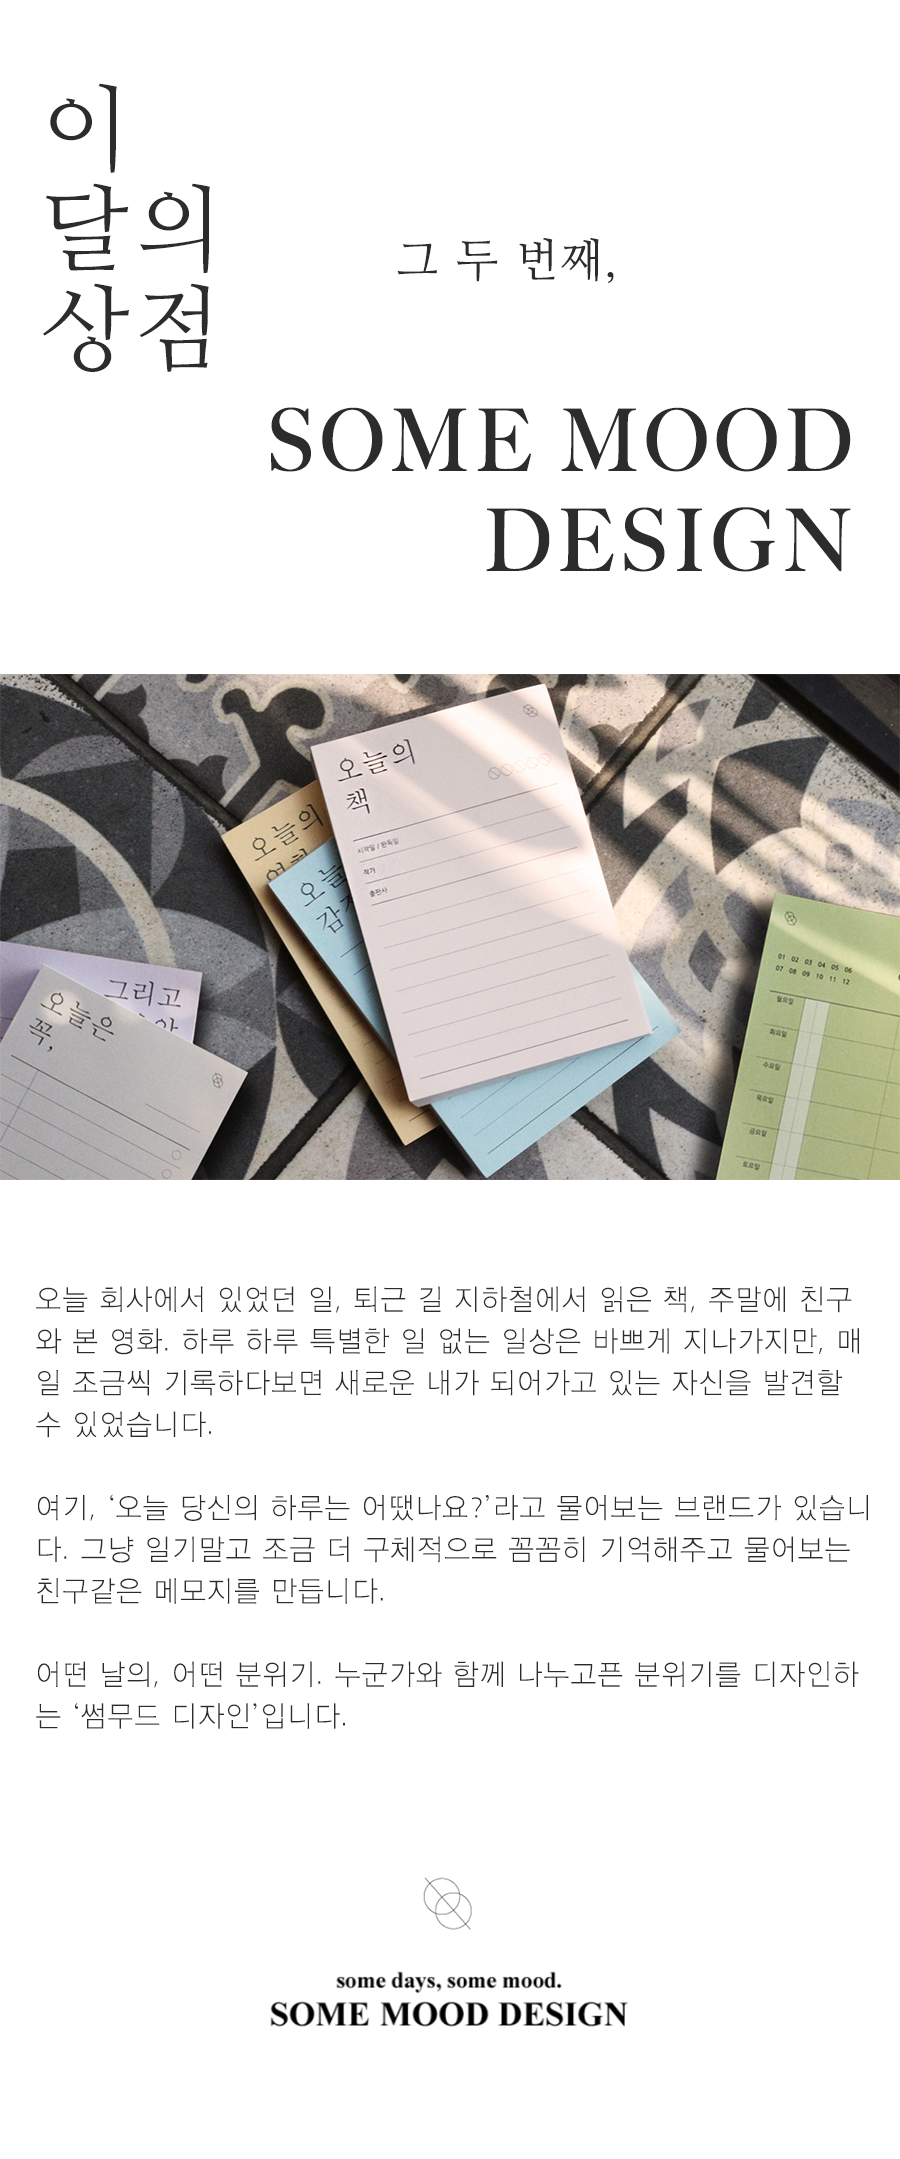 이
달의
상점
그 두 번째,
SOME MOOD
DESIGN
오늘의
책
시작일 / 완독일
작가
출판사
오늘의
영화
오늘
감정
그리고
오늘은
꼭,
01 02 03 04 05 06
07 08 09 10 11 12
월요일
화요일
수요일
목요일
금요일
토요일
오늘 회사에서 있었던 일, 퇴근 길 지하철에서 읽은 책, 주말에 친구
와 본 영화. 하루 하루 특별한 일 없는 일상은 바쁘게 지나가지만, 매
일 조금씩 기록하다보면 새로운 내가 되어가고 있는 자신을 발견할
수 있었습니다.
여기, ‘오늘 당신의 하루는 어땠나요?’라고 물어보는 브랜드가 있습니
다. 그냥 일기말고 조금 더 구체적으로 꼼꼼히 기억해주고 물어보는
친구같은 메모지를 만듭니다.
어떤 날의, 어떤 분위기. 누군가와 함께 나누고픈 분위기를 디자인하
는 ‘썸무드 디자인’입니다.
some days, some mood.
SOME MOOD DESIGN